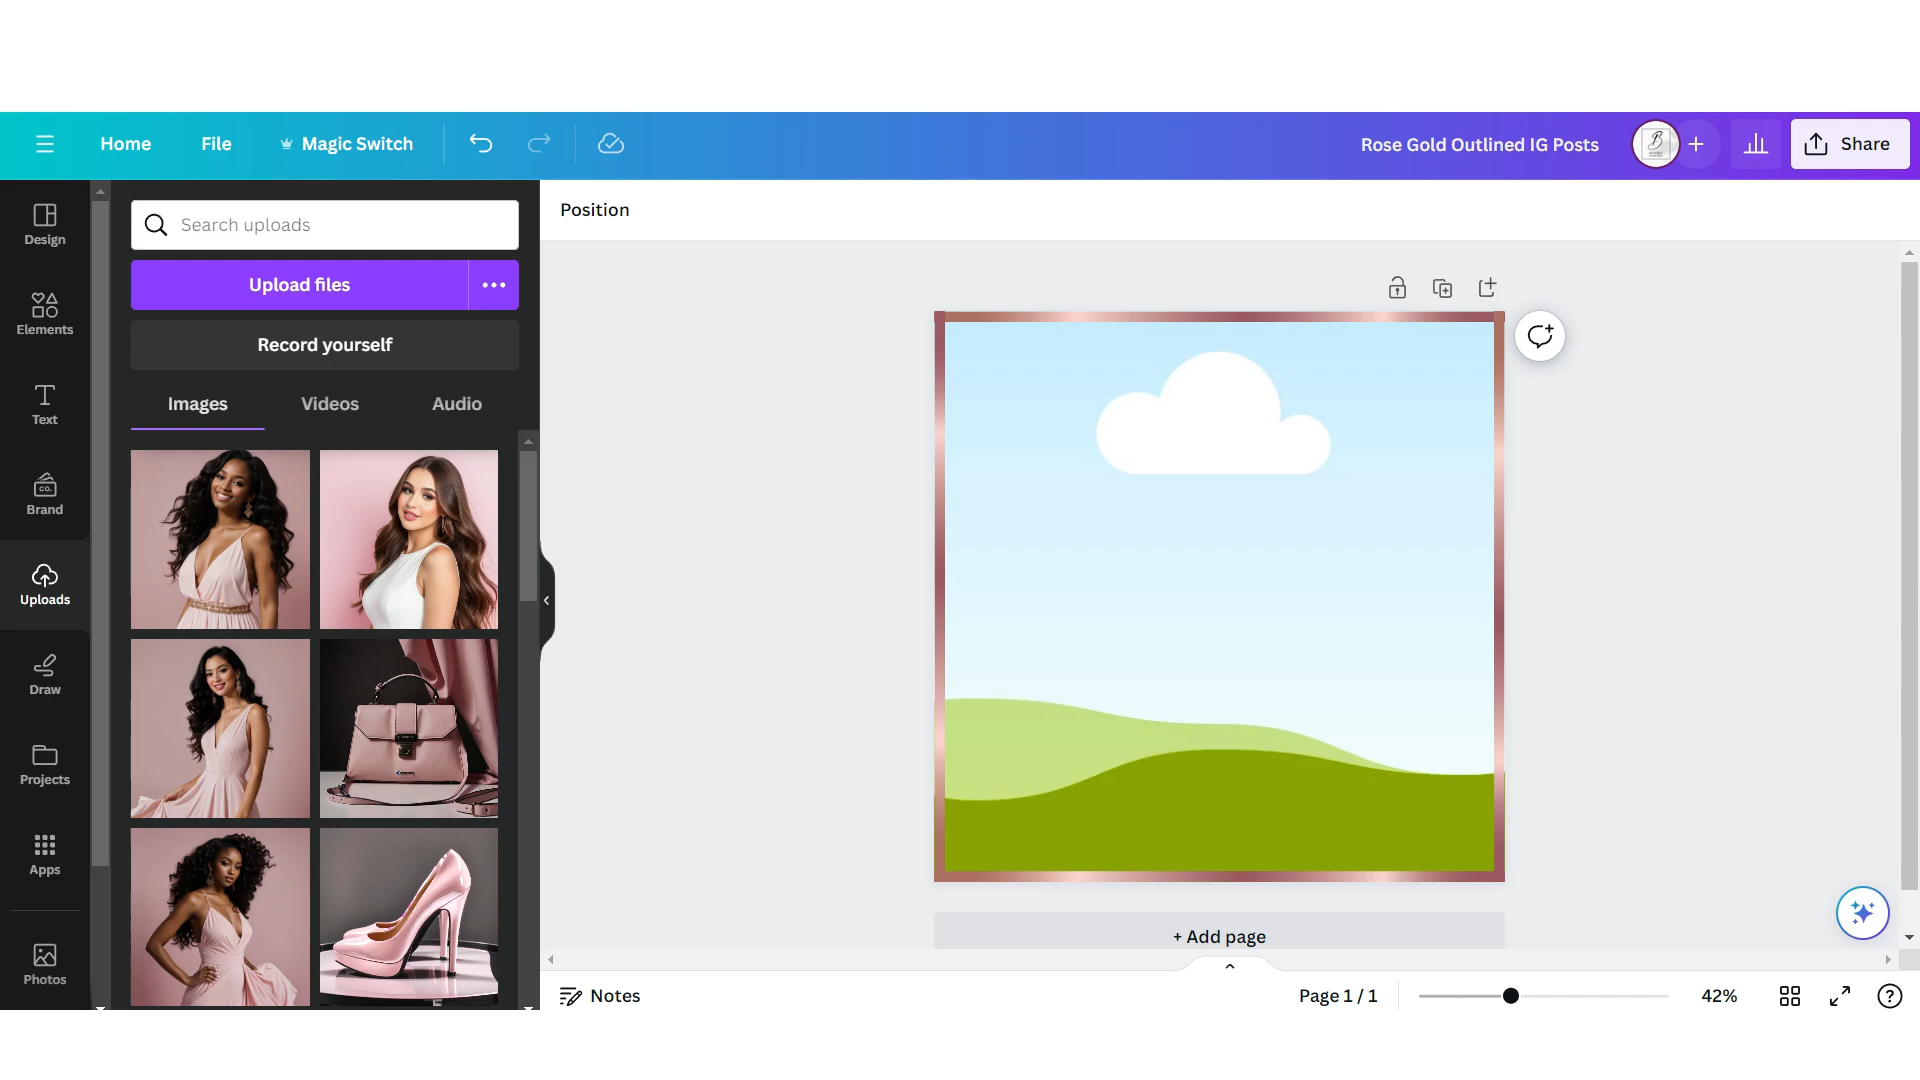 Home
File
Magic Switch
Rose Gold Outlined IG Posts
B
+
Share
Design
Elements
Text
CO.
Brand
Uploads
Draw
Projects
Apps
Photos
Search uploads
Upload files
Record yourself
Images
Videos
Audio
Position
+ Add page
Notes
Page 1 / 1
42%
?